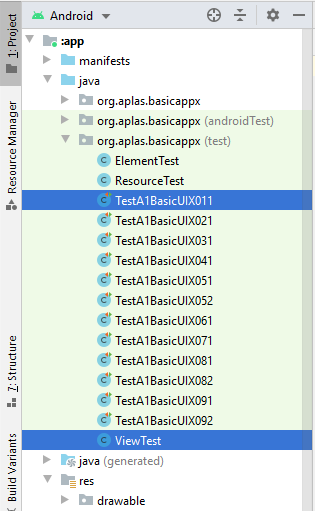 Android
:app
manifests
java
org.aplas.basicappx
org.aplas.basicappx (androidTest)
org.aplas.basicappx (test)
ElementTest
ResourceTest
TestA1BasicUIX011
TestA1BasicUIX021
TestA1BasicUIX031
TestA1BasicUIX041
TestA1BasicUIX051
TestA1BasicUIX052
TestA1BasicUIX061
TestA1BasicUIX071
TestA1BasicUIX081
TestA1BasicUIX082
TestA1BasicUIX091
TestA1BasicUIX092
ViewTest
java (generated)
res
drawable
1: Project
Resource Manager
7: Structure
Build Variants